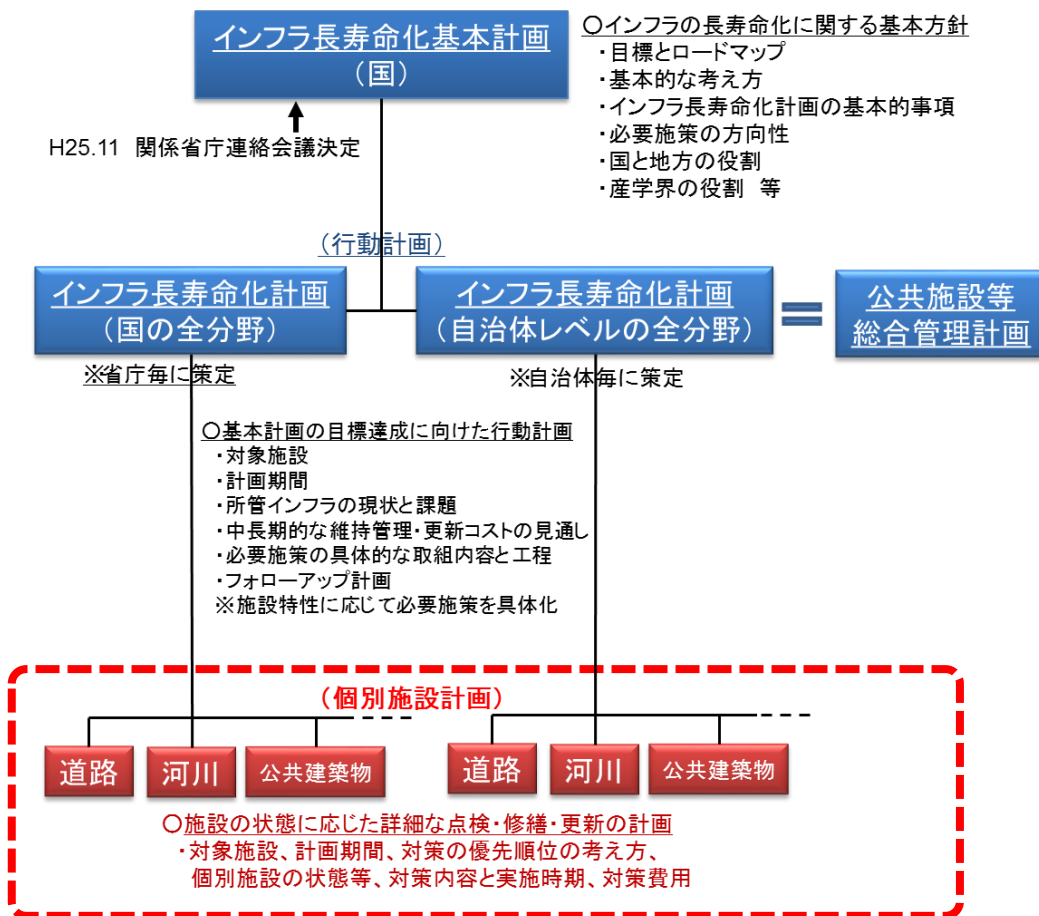 インフラ長寿命化基本計画
（国）
○インフラの長寿命化に関する基本方針
・目標とロードマップ
・基本的な考え方
・インフラ長寿命化計画の基本的事項
・必要施策の方向性
・国と地方の役割
・産学界の役割　等
H25.11　関係省庁連絡会議決定
（行動計画）
インフラ長寿命化計画
（国の全分野）
※省庁毎に策定
インフラ長寿命化計画
（自治体レベルの全分野）
※自治体毎に策定
＝
公共施設等
総合管理計画
○基本計画の目標達成に向けた行動計画
・対象施設
・計画期間
・所管インフラの現状と課題
・中長期的な維持管理・更新コストの見通し
・必要施策の具体的な取組内容と工程
・フォローアップ計画
※施設特性に応じて必要施策を具体化
（個別施設計画）
道路
河川
公共建築物
道路
河川
公共建築物
○施設の状態に応じた詳細な点検・修繕・更新の計画
・対象施設、計画期間、対策の優先順位の考え方、
個別施設の状態等、対策内容と実施時期、対策費用